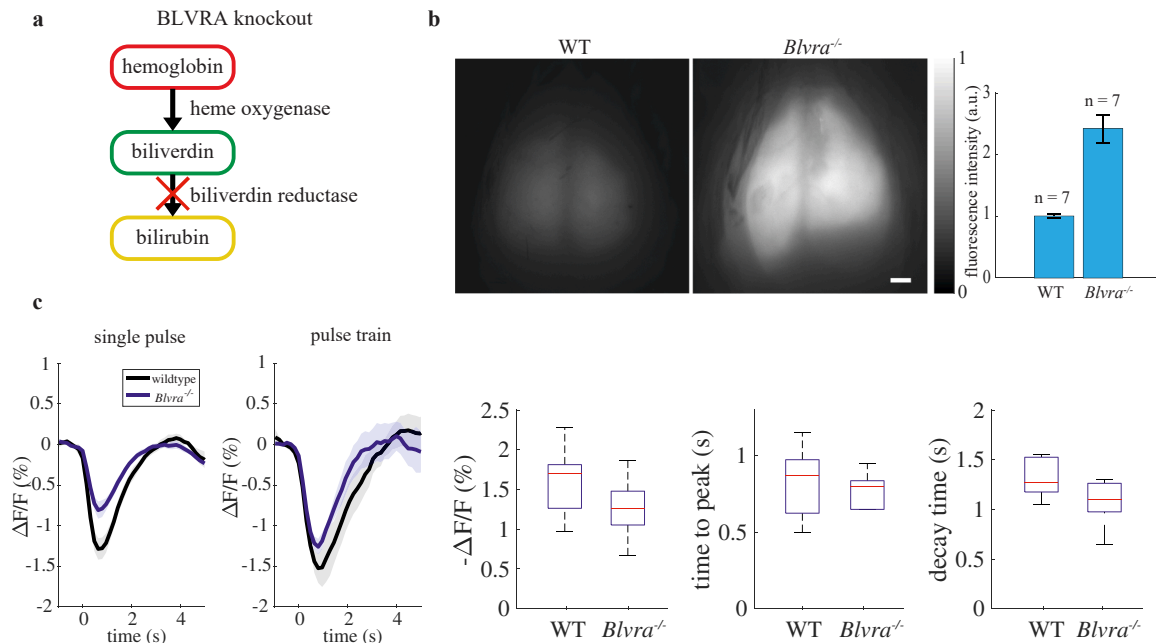 a
BLVRA knockout
hemoglobin
heme oxygenase
biliverdin
biliverdin reductase
bilirubin
b
WT
Blvra-/-
1
0
fluorescence intensity (a.u.)
3
2
1
0
n = 7
n = 7
WT
Blvra-/-
c
single pulse
ΔF/F (%)
1
0.5
0
-0.5
-1
-1.5
-2
0 2 4
time (s)
wildtype
Blvra-/-
pulse train
ΔF/F (%)
1
0.5
0
-0.5
-1
-1.5
-2
0 2 4
time (s)
-ΔF/F (%)
2.5
2
1.5
1
0.5
0
WT Blvra-/-
time to peak (s)
1
0.5
0
WT Blvra-/-
decay time (s)
2
1.5
1
0.5
0
WT Blvra-/-